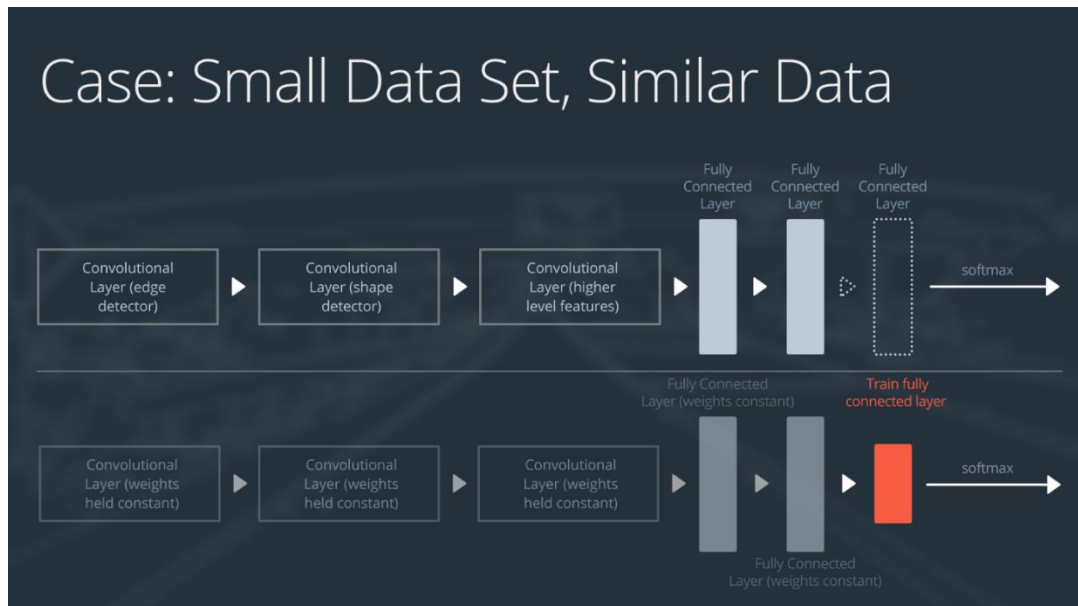 Case: Small Data Set, Similar Data
Fully
Connected
Layer
Fully
Connected
Layer
Fully
Connected
Layer
Convolutional
Layer (edge
detector)
Convolutional
Layer (shape
detector)
Convolutional
Layer (higher
level features)
softmax
Fully Connected
Layer (weights constant)
Train fully
connected layer
Convolutional
Layer (weights
held constant)
Convolutional
Layer (weights
held constant)
Convolutional
Layer (weights
held constant)
softmax
Fully Connected
Layer (weights constant)